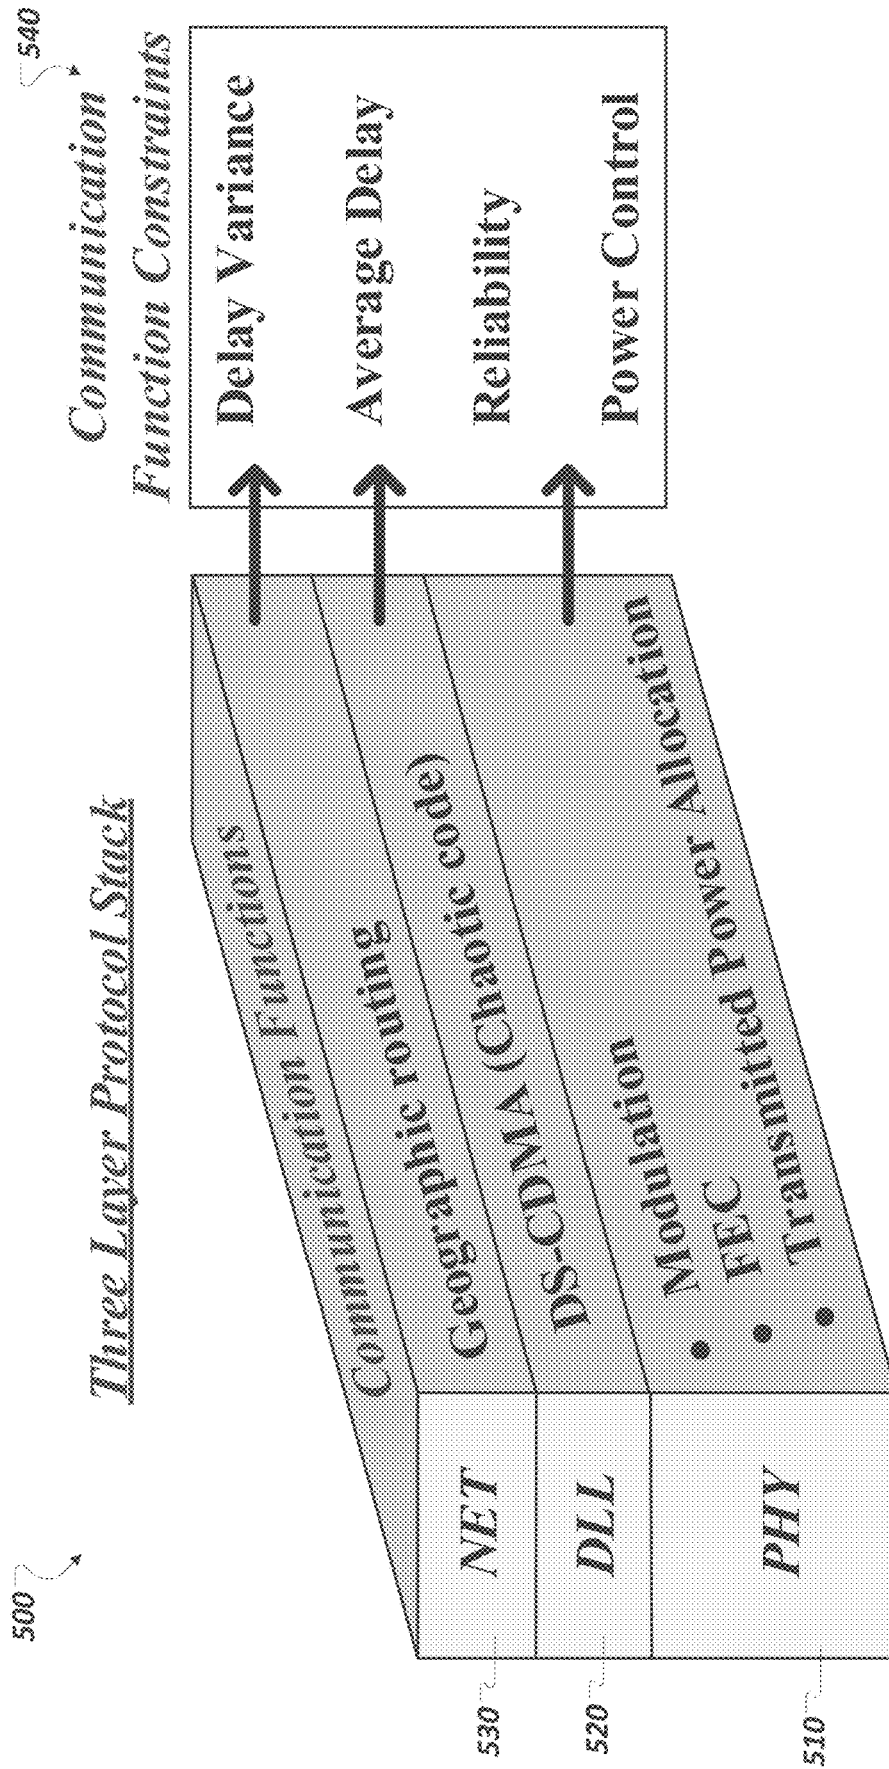 500
Three Layer Protocol Stack
540
Communication
Function Constraints
Communication Functions
530
NET
Geographic routing
Delay Variance
520
DLL
DS-CDMA (Chaotic code)
Average Delay
510
PHY
• Modulation
• FEC
• Transmitted Power Allocation
Reliability
Power Control